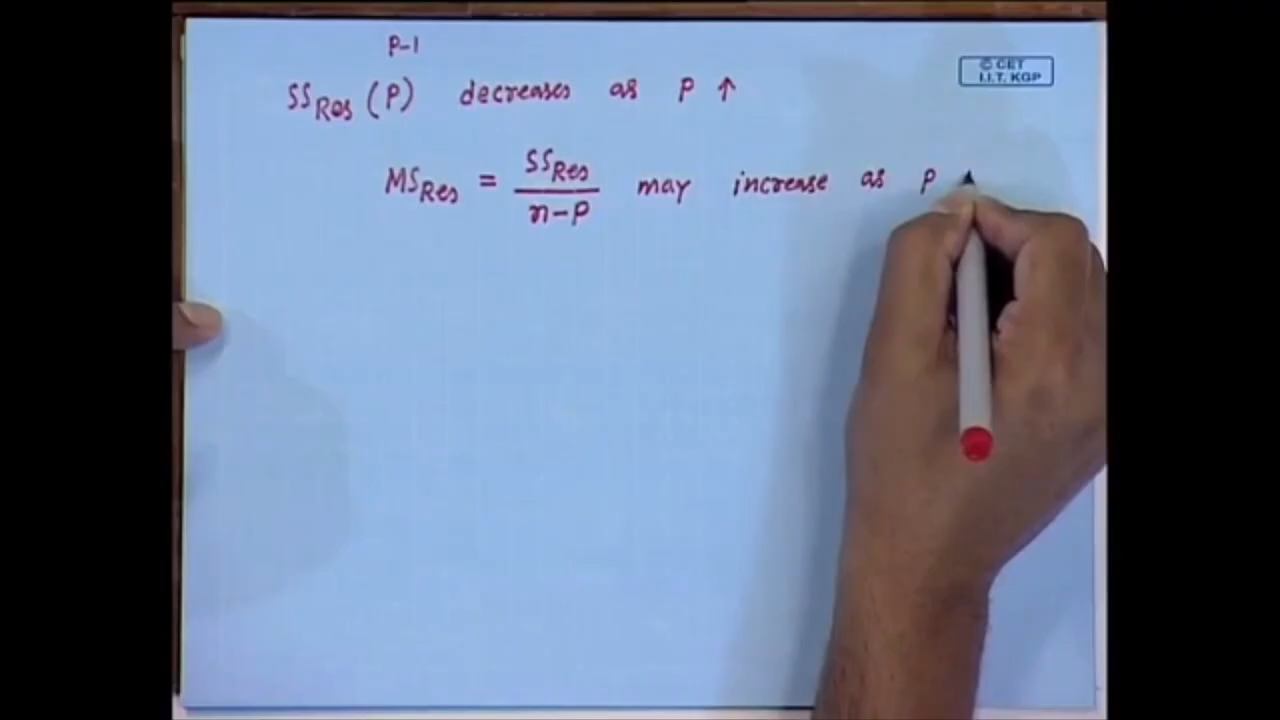 P-1
SS_Res (P) decreases as P ↑
© CET
I.I.T. KGP
MS_Res = SS_Res / n-P may increase as P